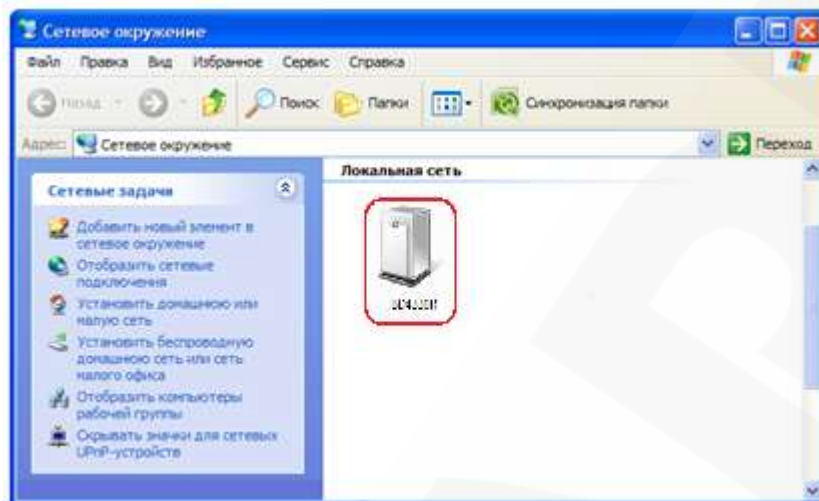 Сетевое окружение
Файл Правка Вид Избранное Сервис Справка
Назад Поиск Папки Синхронизация папки
Адрес: Сетевое окружение Переход
Локальная сеть
Сетевые задачи
Добавить новый элемент в
сетевое окружение
Отобразить сетевые
подключения
Установить домашнюю или
малую сеть
Установить беспроводную
домашнюю сеть или сеть
малого офиса
Отобразить компьютеры
рабочей группы
Скрывать значки для сетевых
UPnP-устройств